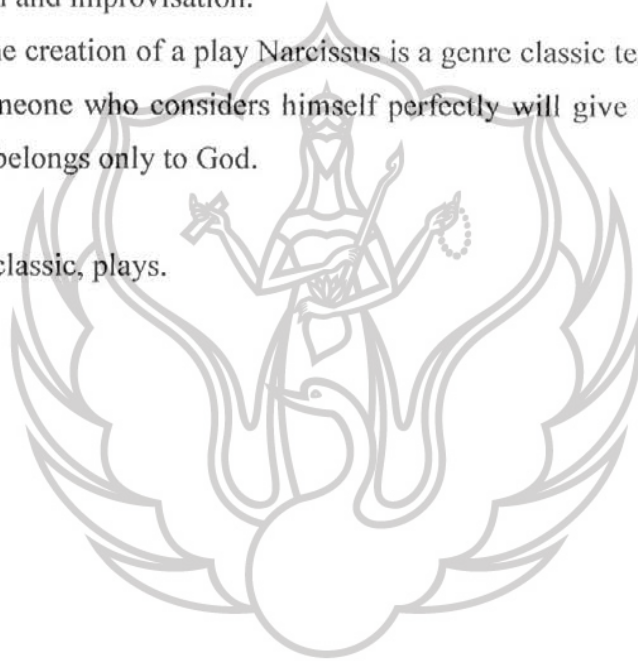 and improvisation.
ne creation of a play Narcissus is a genre classic te
meone who considers himself perfectly will give
belongs only to God.
classic, plays.